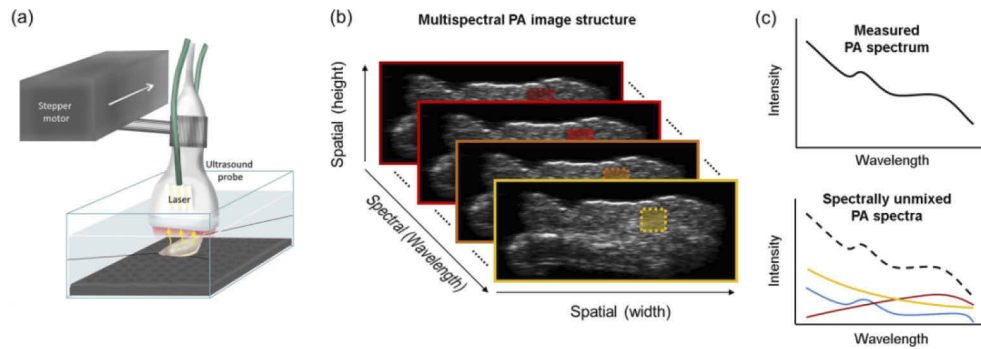 (a)
Stepper
motor
Ultrasound
probe
Laser
(b)
Multispectral PA image structure
Spatial (height)
Spectral (Wavelength)
Spatial (width)
(c)
Measured
PA spectrum
Intensity
Wavelength
Spectrally unmixed
PA spectra
Intensity
Wavelength